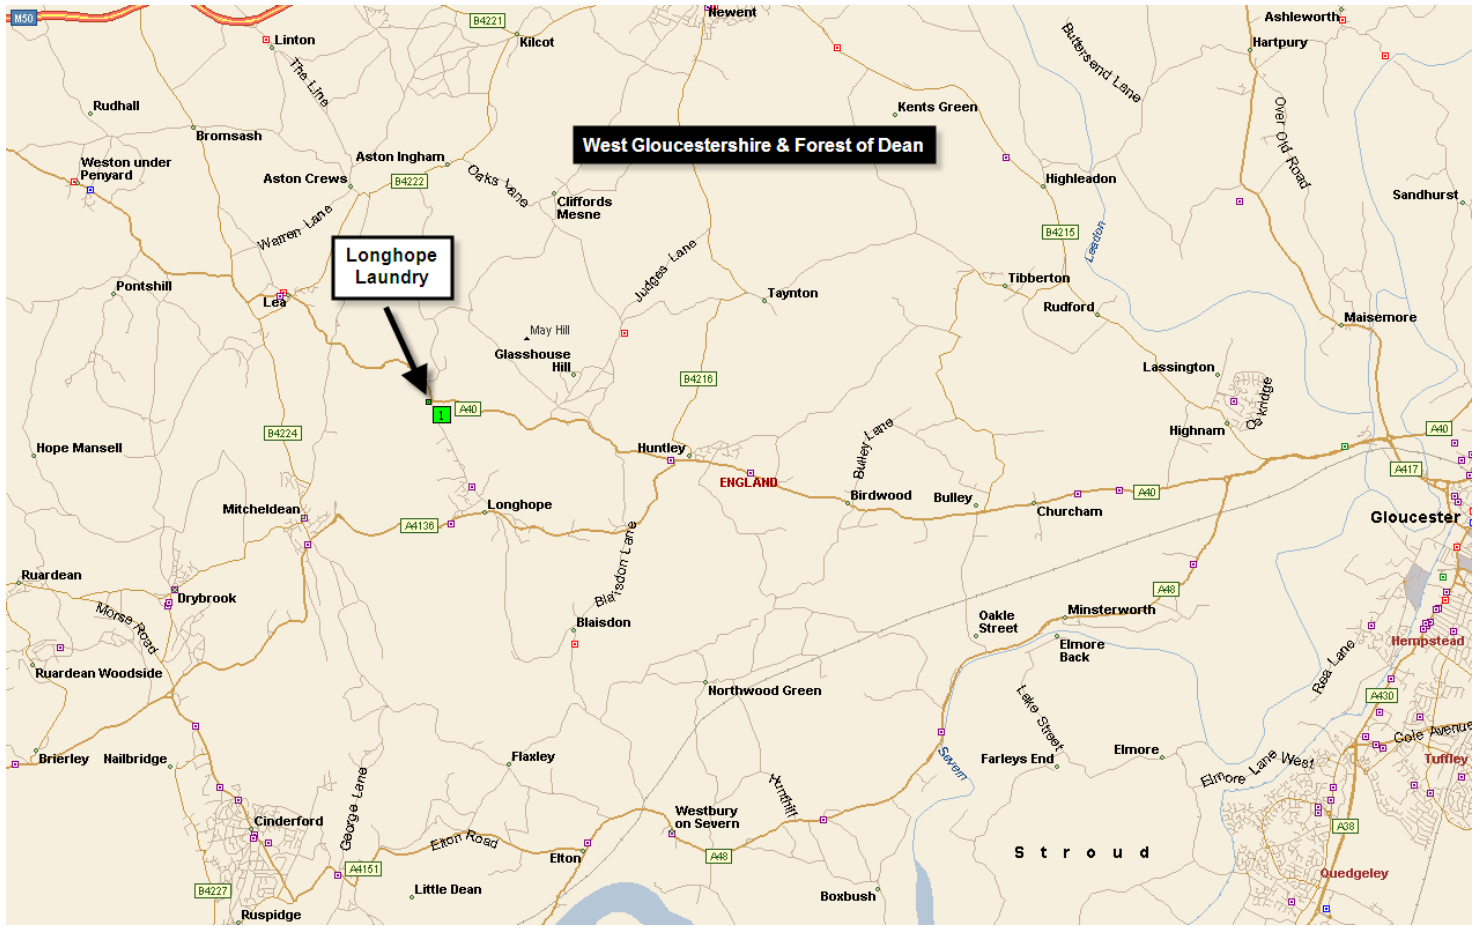 M50
B4221
Newent
Ashleworth
Linton
Kilcot
Hartpury
Buttersend Lane
The Line
Rudhall
Kents Green
Over Old Road
Bromsash
West Gloucestershire & Forest of Dean
Weston under
Penyard
Aston Ingham
Aston Crews
B4222
Oaks Lane
Highleadon
Cliffords
Mesne
Sandhurst
Warren Lane
B4215
Leadon
Longhope
Laundry
Judges Lane
Tibberton
Pontshill
Lea
Taynton
Rudford
Maisemore
May Hill
Glasshouse
Hill
Lassington
B4216
Oakridge
1
A40
B4224
Bulley Lane
Highnam
A40
Hope Mansell
Huntley
A417
ENGLAND
Birdwood
Bulley
A40
Churcham
Mitcheldean
Longhope
A4136
Gloucester
Blaisdon Lane
Ruardean
Drybrook
Morse Road
A48
Minsterworth
Oakle
Street
Blaisdon
Elmore
Back
Hempstead
Rea Lane
Ruardean Woodside
Northwood Green
Lake Street
A430
Cole Avenue
Brierley
Nailbridge
Flaxley
Severn
Farleys End
Elmore
Elmore Lane West
Tuffley
George Lane
Hunthill
Westbury
on Severn
Cinderford
Elton Road
A38
Elton
A48
Stroud
A4151
Quedgeley
B4227
Little Dean
Boxbush
Ruspidge